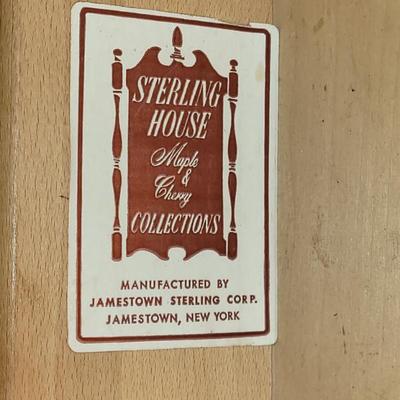 STERLING
HOUSE
Maple
&
Cherry
COLLECTIONS
MANUFACTURED BY
JAMESTOWN STERLING CORP.
JAMESTOWN, NEW YORK